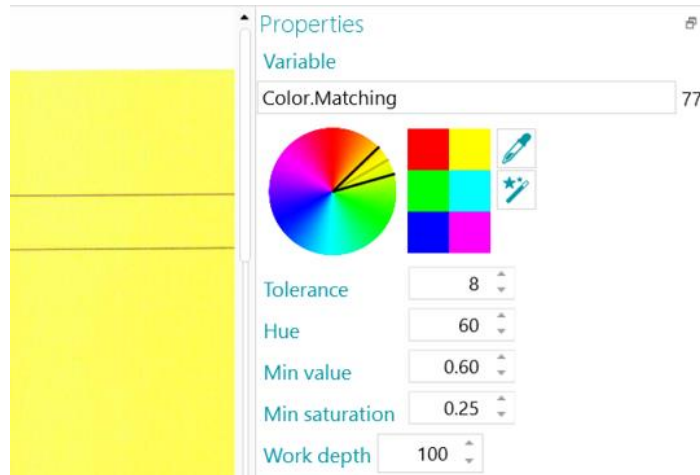 Properties
Variable
Color.Matching 77
Tolerance 8
Hue 60
Min value 0.60
Min saturation 0.25
Work depth 100